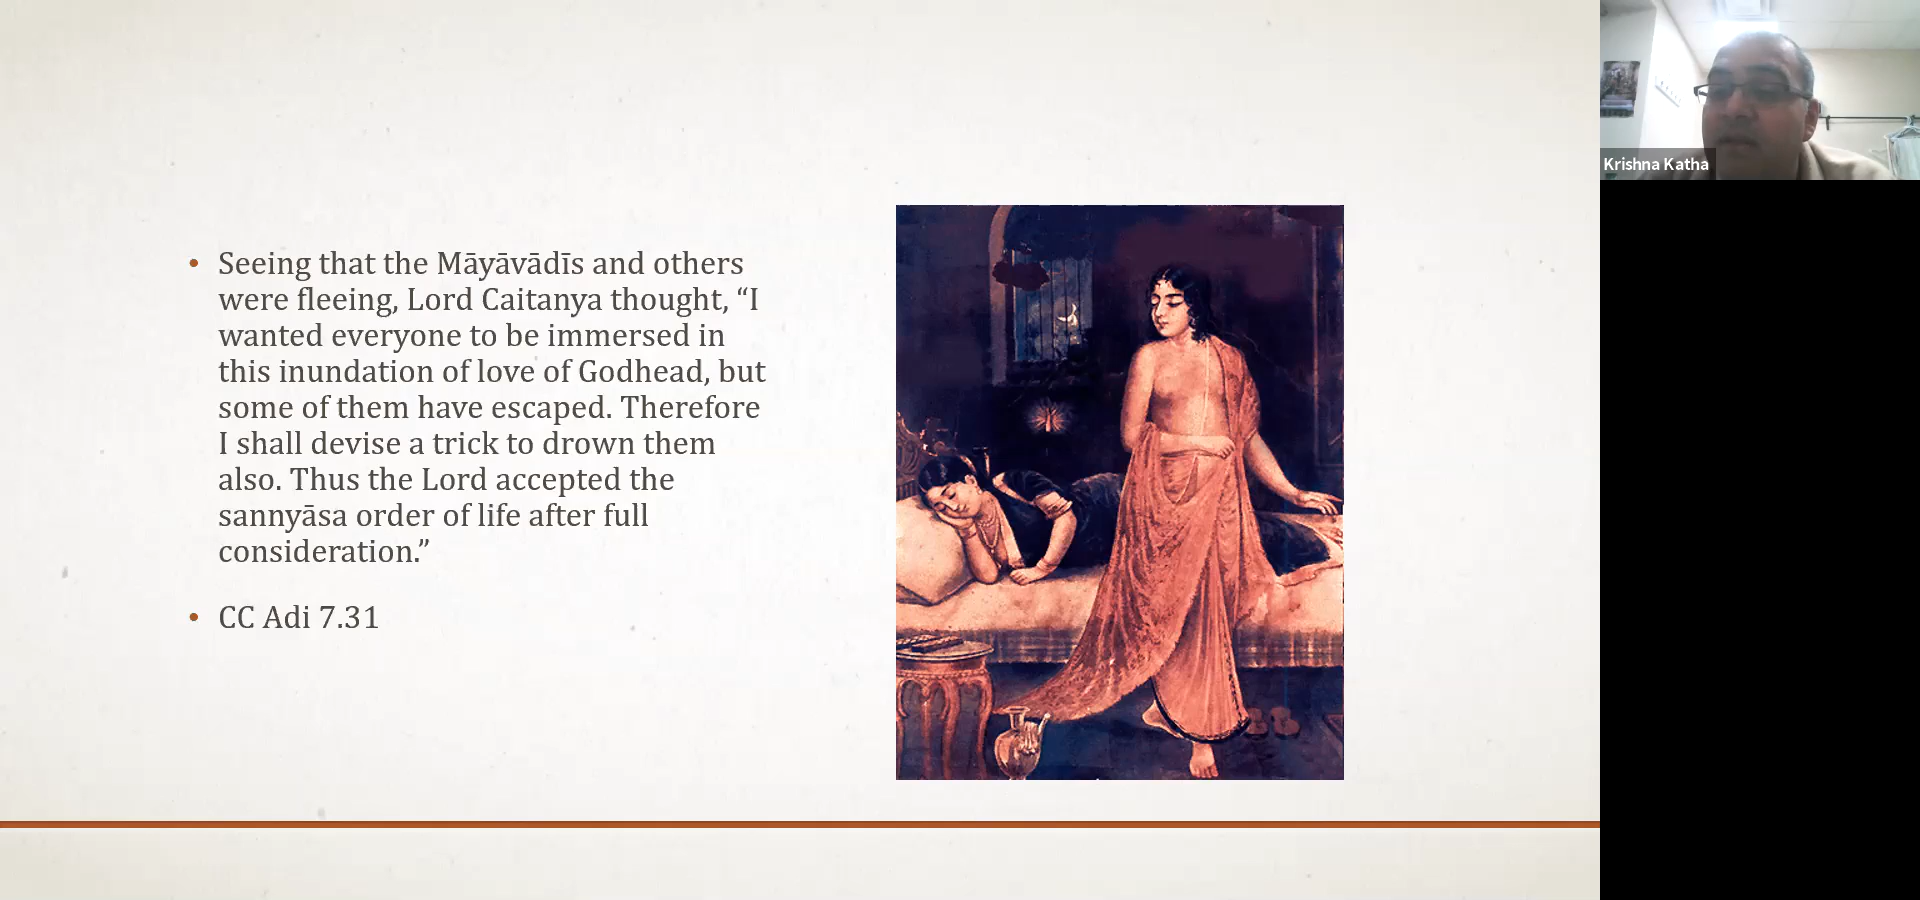 • Seeing that the Māyāvādīs and others
were fleeing, Lord Caitanya thought, “I
wanted everyone to be immersed in
this inundation of love of Godhead, but
some of them have escaped. Therefore
I shall devise a trick to drown them
also. Thus the Lord accepted the
sannyāsa order of life after full
consideration.”
• CC Adi 7.31
Krishna Katha